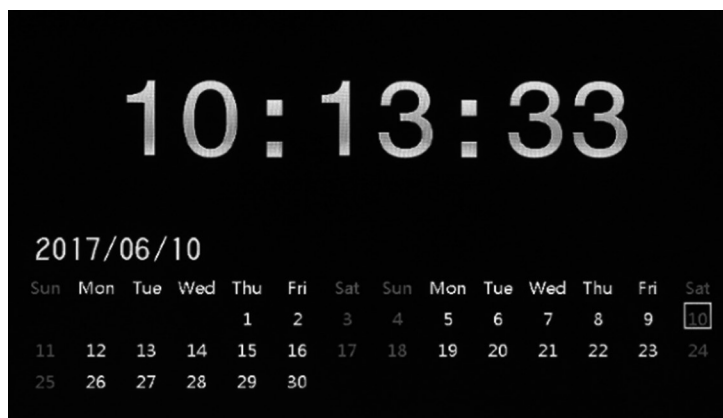 10:13:33
2017/06/10
Sun Mon Tue Wed Thu Fri Sat Sun Mon Tue Wed Thu Fri Sat
1 2 3 4 5 6 7 8 9 10
11 12 13 14 15 16 17 18 19 20 21 22 23 24
25 26 27 28 29 30